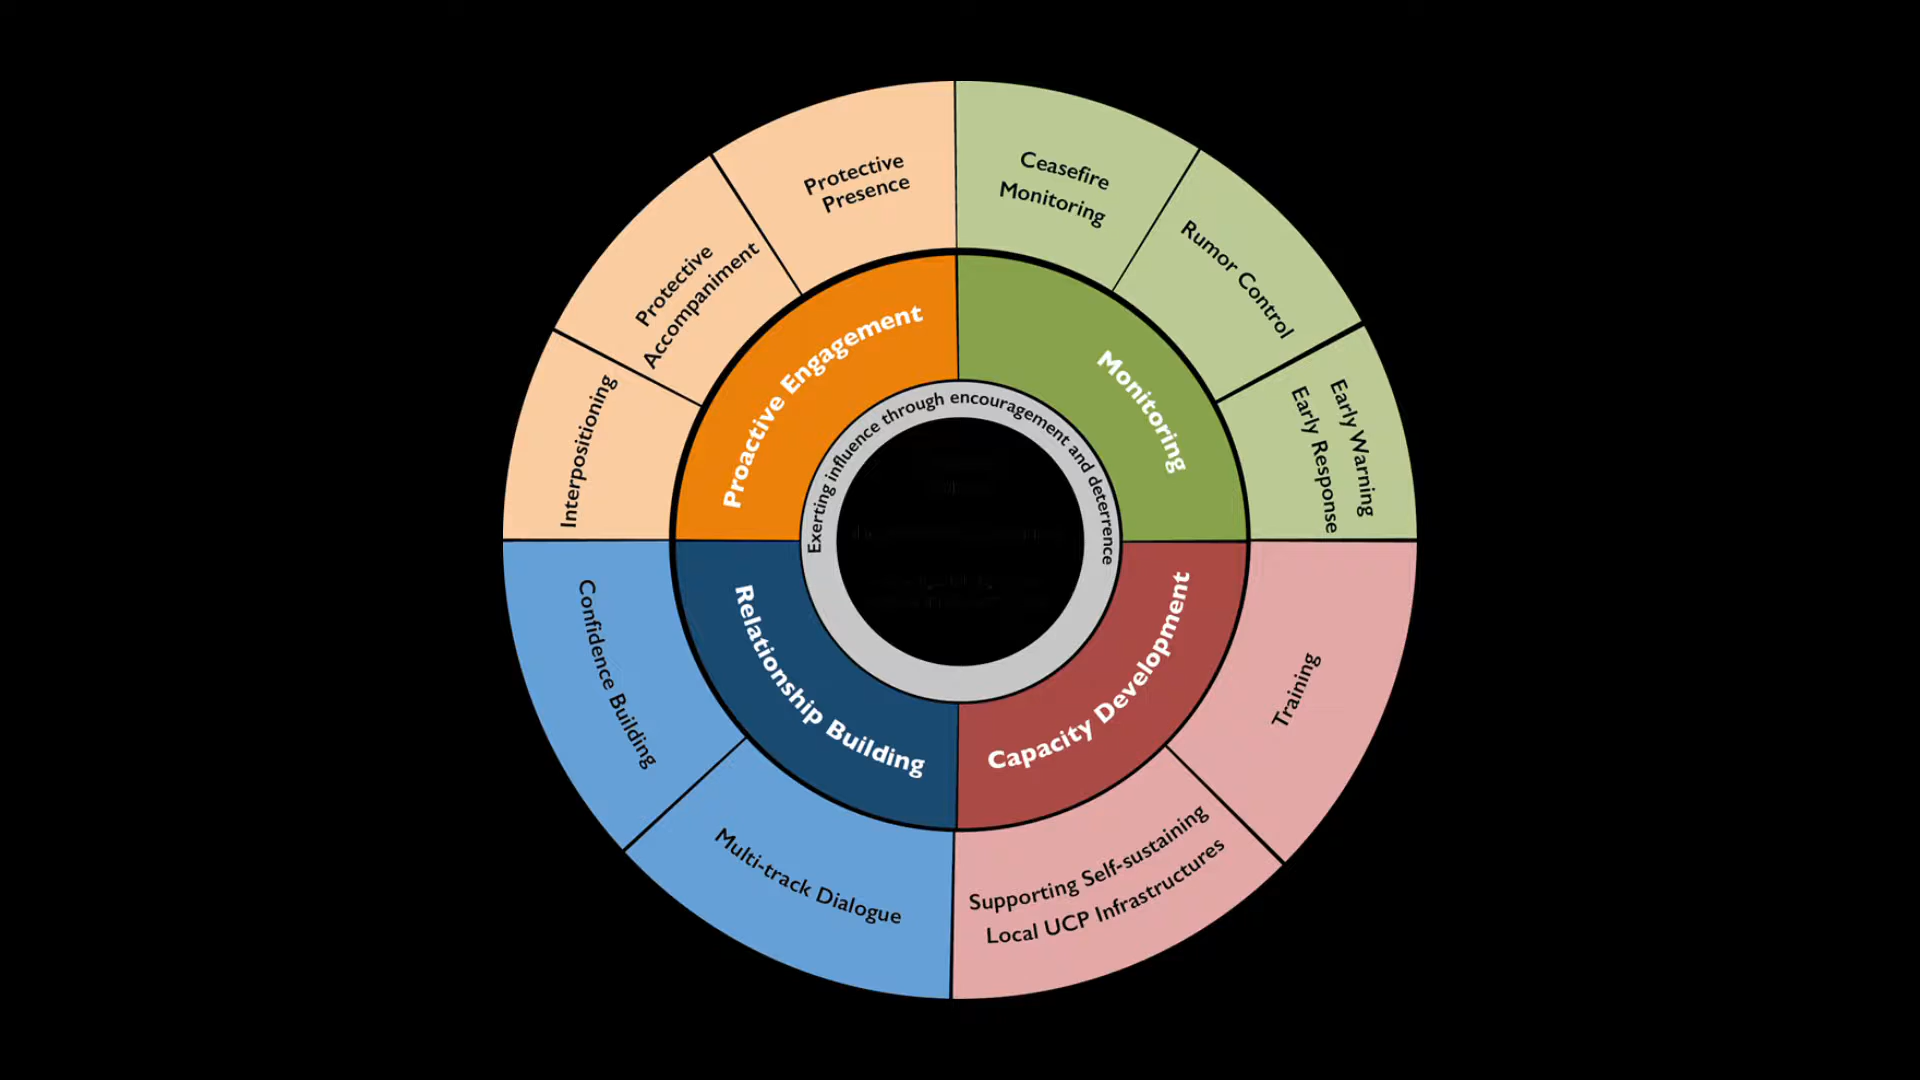 Protective
Presence
Ceasefire
Monitoring
Protective
Accompaniment
Rumor Control
Interpositioning
Early Warning
Early Response
Proactive Engagement
Monitoring
Exerting influence through encouragement and deterrence
Relationship Building
Capacity Development
Confidence Building
Training
Multi-track Dialogue
Supporting Self-sustaining
Local UCP Infrastructures